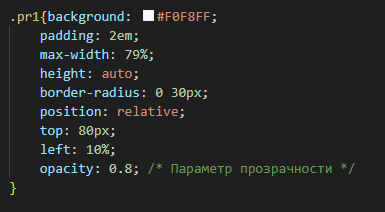 .pr1{background: #F0F8FF;
padding: 2em;
max-width: 79%;
height: auto;
border-radius: 0 30px;
position: relative;
top: 80px;
left: 10%;
opacity: 0.8; /* Параметр прозрачности */
}